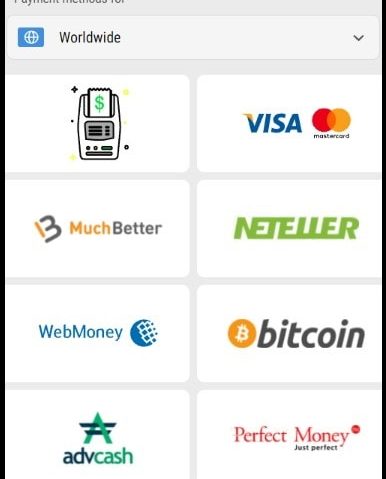 Payment methods for
Worldwide
$
VISA
mastercard
MuchBetter
NETELLER
WebMoney
bitcoin
advcash
Perfect Money
Just perfect